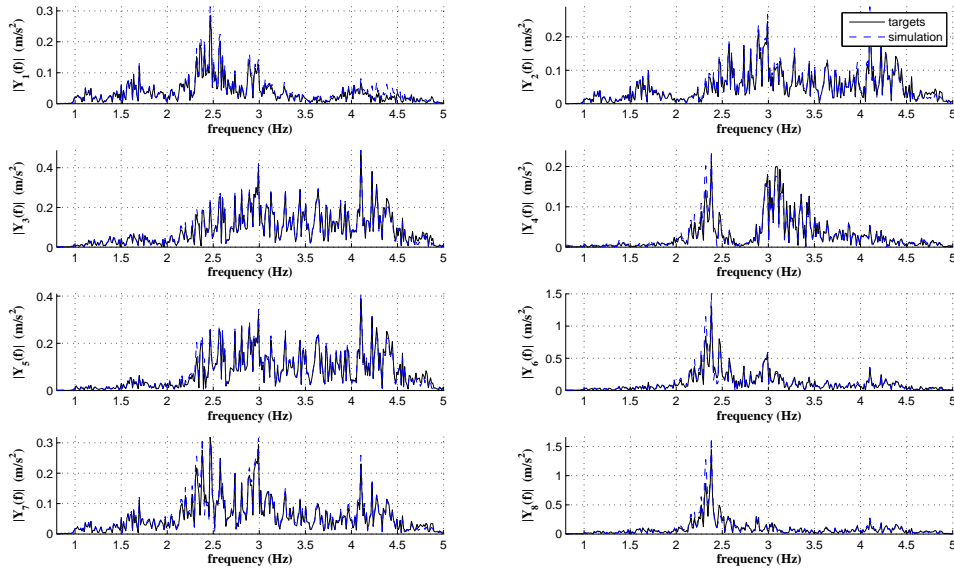 |Y1(f)| (m/s²)
0.3
0.2
0.1
0
1 1.5 2 2.5 3 3.5 4 4.5 5
frequency (Hz)
|Y2(f)| (m/s²)
0.2
0.1
0
1 1.5 2 2.5 3 3.5 4 4.5 5
frequency (Hz)
targets
simulation
|Y3(f)| (m/s²)
0.4
0.2
0
1 1.5 2 2.5 3 3.5 4 4.5 5
frequency (Hz)
|Y4(f)| (m/s²)
0.2
0.1
0
1 1.5 2 2.5 3 3.5 4 4.5 5
frequency (Hz)
|Y5(f)| (m/s²)
0.4
0.2
0
1 1.5 2 2.5 3 3.5 4 4.5 5
frequency (Hz)
|Y6(f)| (m/s²)
1.5
1
0.5
0
1 1.5 2 2.5 3 3.5 4 4.5 5
frequency (Hz)
|Y7(f)| (m/s²)
0.3
0.2
0.1
0
1 1.5 2 2.5 3 3.5 4 4.5 5
frequency (Hz)
|Y8(f)| (m/s²)
1.5
1
0.5
0
1 1.5 2 2.5 3 3.5 4 4.5 5
frequency (Hz)